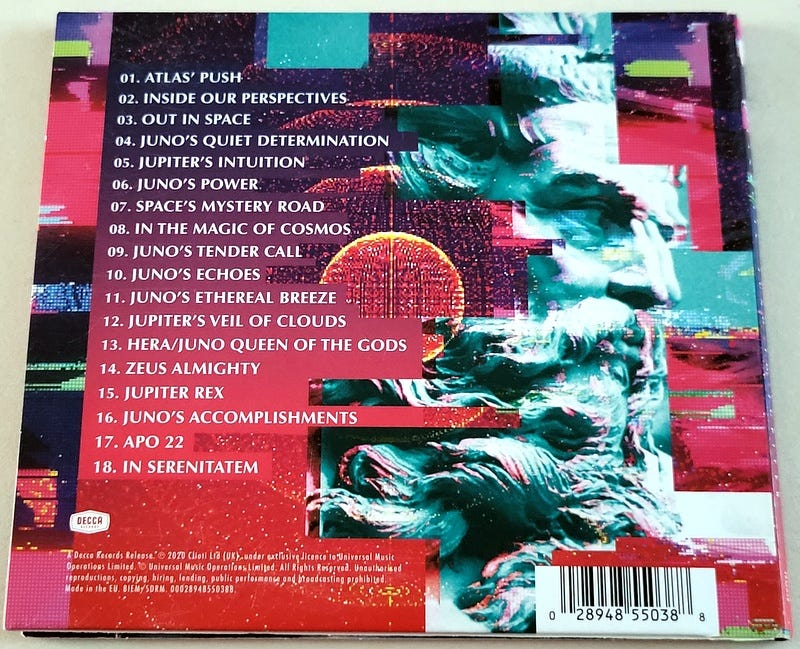 01. ATLAS’ PUSH
02. INSIDE OUR PERSPECTIVES
03. OUT IN SPACE -
04. JUNO’S QUIET DETERMINATION
05. JUPITER’S INTUITION
06. JUNO’S POWER
07. SPACE’S MYSTERY ROAD
08. IN THE MAGIC OF COSMOS
09. JUNO’S TENDER CALL
10. JUNO’S ECHOES
11. JUNO’S ETHEREAL BREEZE
12. JUPITER’S VEIL OF CLOUDS
13. HERA/JUNO QUEEN OF THE GODS
14. ZEUS ALMIGHTY
15. JUPITER REX
16. JUNO’S ACCOMPLISHMENTS
17. APO 22
18. IN SERENITATEM
DECCA
RECORDS
A Decca Records Release. ℗ 2020 Clioti Ltd (UK), under exclusive licence to Universal Music
Operations Limited. © Universal Music Operations Limited. All Rights Reserved. Unauthorised
reproductions, copying, hiring, lending, public performance and broadcasting prohibited.
Made in the EU. BIEM/SDRM. 00028948550388.
0 28948 55038 8